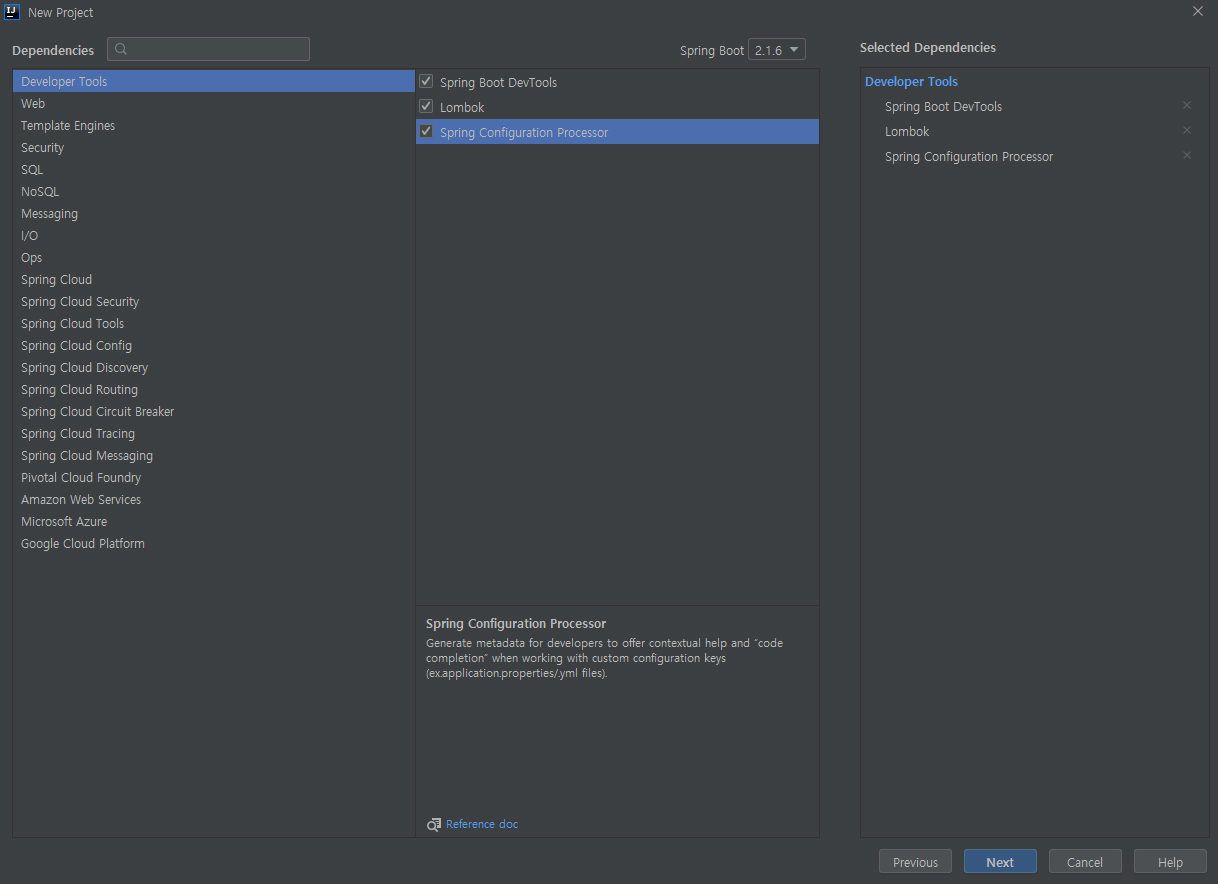 New Project
Dependencies
Spring Boot 2.1.6
Selected Dependencies
Developer Tools
Web
Template Engines
Security
SQL
NoSQL
Messaging
I/O
Ops
Spring Cloud
Spring Cloud Security
Spring Cloud Tools
Spring Cloud Config
Spring Cloud Discovery
Spring Cloud Routing
Spring Cloud Circuit Breaker
Spring Cloud Tracing
Spring Cloud Messaging
Pivotal Cloud Foundry
Amazon Web Services
Microsoft Azure
Google Cloud Platform
Spring Boot DevTools
Lombok
Spring Configuration Processor
Spring Configuration Processor
Generate metadata for developers to offer contextual help and "code
completion" when working with custom configuration keys
(ex.application.properties/.yml files).
Reference doc
Developer Tools
Spring Boot DevTools
Lombok
Spring Configuration Processor
Previous
Next
Cancel
Help